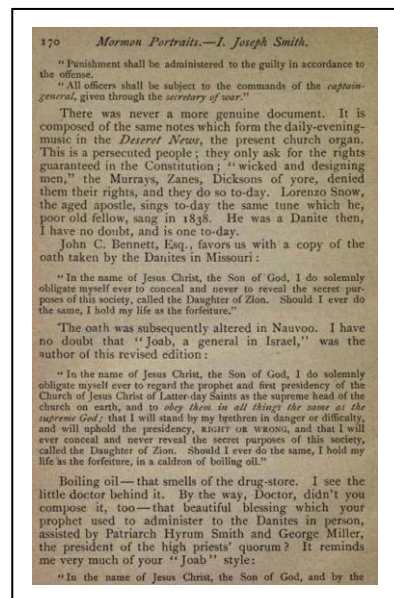 170 Mormon Portraits.—I. Joseph Smith.
"Punishment shall be administered to the guilty in accordance to
the offense.
"All officers shall be subject to the commands of the captain-
general, given through the secretary of war."
There was never a more genuine document. It is
composed of the same notes which form the daily-evening-
music in the Deseret News, the present church organ.
This is a persecuted people; they only ask for the rights
guaranteed in the Constitution; "wicked and designing
men," the Murrays, Zanes, Dicksons of yore, denied
them their rights, and they do so to-day. Lorenzo Snow,
the aged apostle, sings to-day the same tune which he,
poor old fellow, sang in 1838. He was a Danite then,
I have no doubt, and is one to-day.
John C. Bennett, Esq., favors us with a copy of the
oath taken by the Danites in Missouri:
"In the name of Jesus Christ, the Son of God, I do solemnly
obligate myself ever to conceal and never to reveal the secret pur-
poses of this society, called the Daughter of Zion. Should I ever do
the same, I hold my life as the forfeiture."
The oath was subsequently altered in Nauvoo. I have
no doubt that "Joab, a general in Israel," was the
author of this revised edition:
"In the name of Jesus Christ, the Son of God, I do solemnly
obligate myself ever to regard the prophet and first presidency of the
Church of Jesus Christ of Latter-day Saints as the supreme head of the
church on earth, and to obey them in all things the same as the
supreme God; that I will stand by my brethren in danger or difficulty,
and will uphold the presidency, RIGHT OR WRONG, and that I will
ever conceal and never reveal the secret purposes of this society,
called the Daughter of Zion. Should I ever do the same, I hold my
life as the forfeiture, in a caldron of boiling oil."
Boiling oil—that smells of the drug-store. I see the
little doctor behind it. By the way, Doctor, didn't you
compose it, too—that beautiful blessing which your
prophet used to administer to the Danites in person,
assisted by Patriarch Hyrum Smith and George Miller,
the president of the high priests' quorum? It reminds
me very much of your "Joab" style:
"In the name of Jesus Christ, the Son of God, and by the